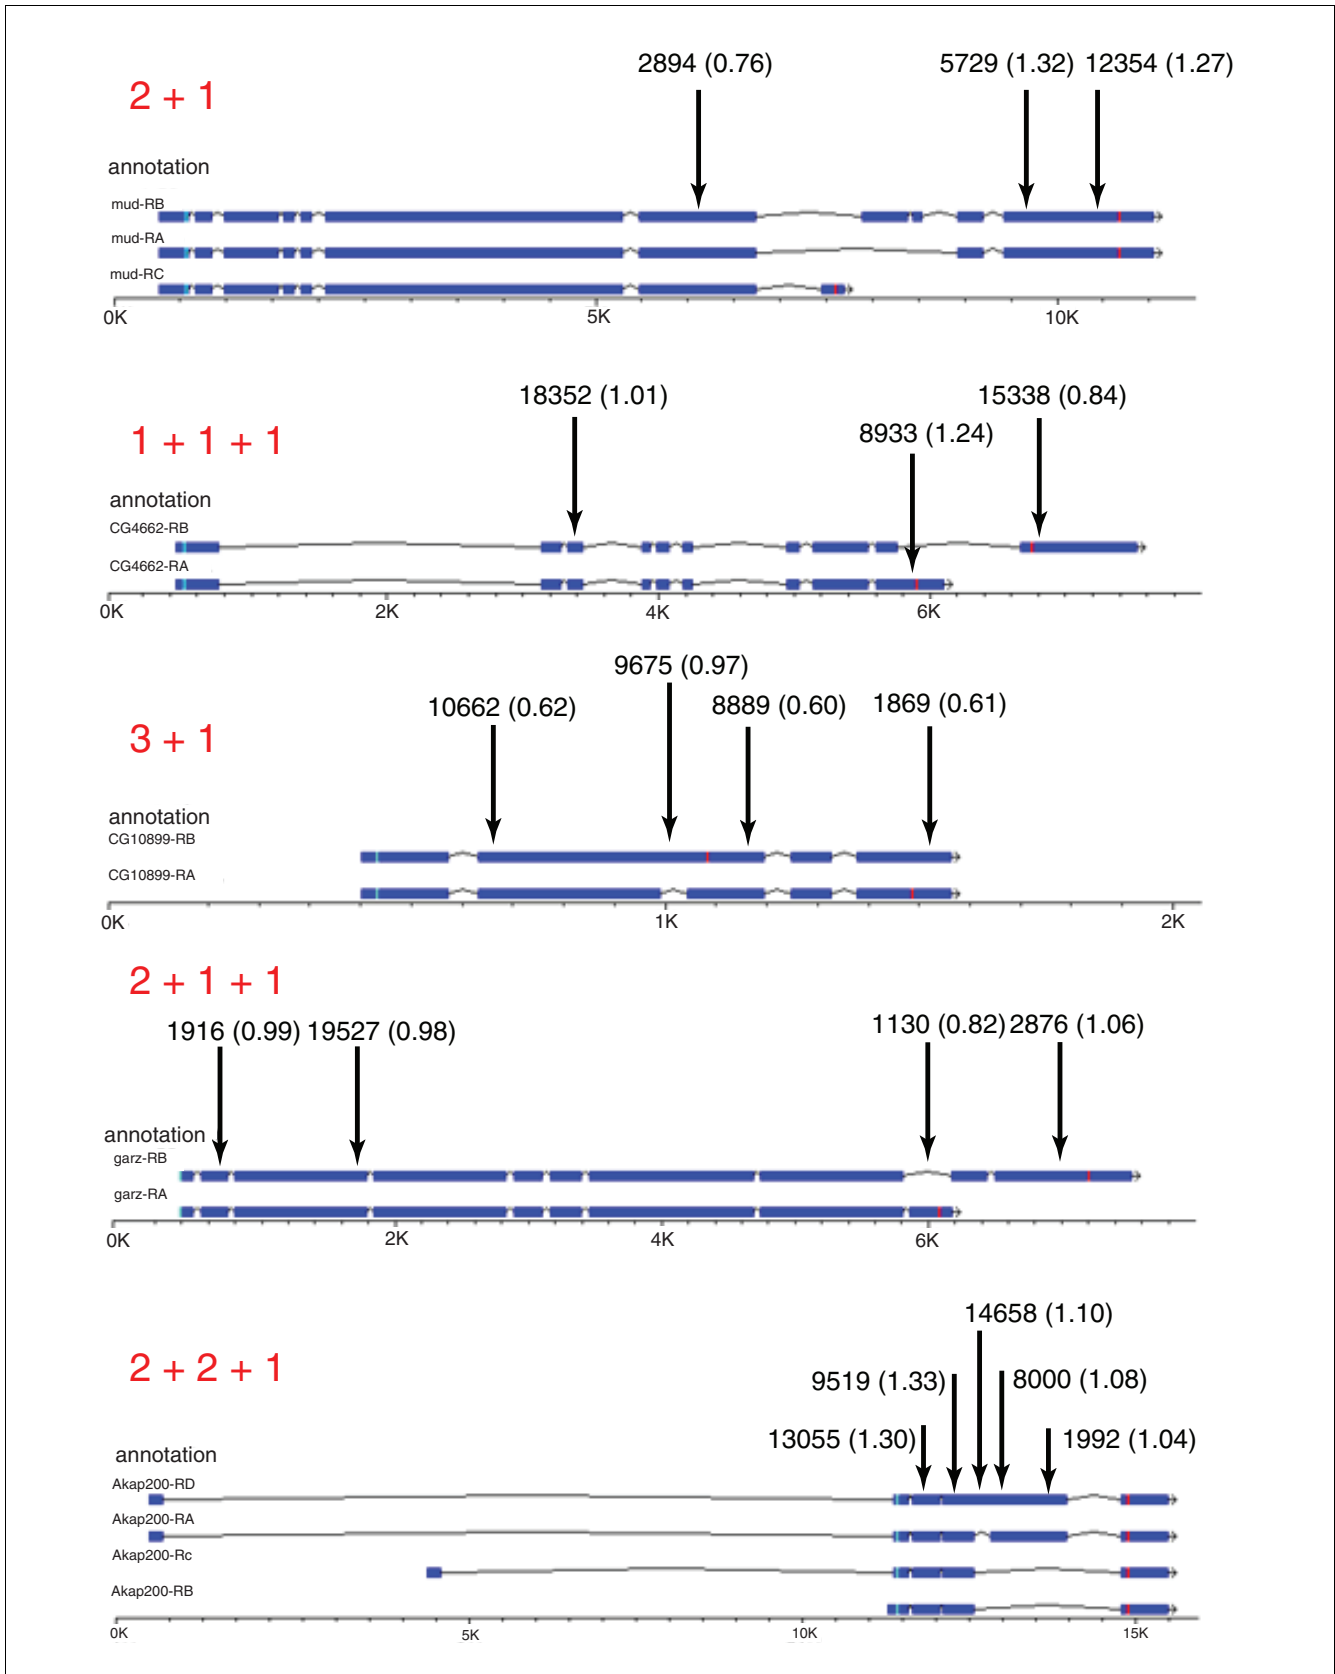 2894 (0.76) 5729 (1.32) 12354 (1.27)
2 + 1
annotation
mud-RB
mud-RA
mud-RC
0K 5K 10K
18352 (1.01) 15338 (0.84)
8933 (1.24)
1 + 1 + 1
annotation
CG4662-RB
CG4662-RA
0K 2K 4K 6K
9675 (0.97)
10662 (0.62) 8889 (0.60) 1869 (0.61)
3 + 1
annotation
CG10899-RB
CG10899-RA
0K 1K 2K
2 + 1 + 1
1916 (0.99) 19527 (0.98) 1130 (0.82) 2876 (1.06)
annotation
garz-RB
garz-RA
0K 2K 4K 6K
14658 (1.10)
2 + 2 + 1
9519 (1.33) 8000 (1.08)
13055 (1.30) 1992 (1.04)
annotation
Akap200-RD
Akap200-RA
Akap200-Rc
Akap200-RB
0K 5K 10K 15K